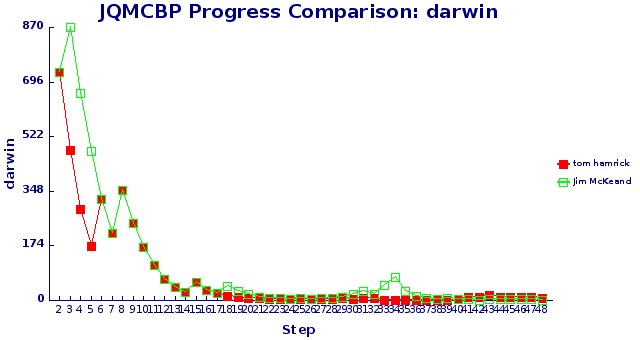 JQMCBP Progress Comparison: darwin
870
696
522
348
174
0
darwin
2 3 4 5 6 7 8 9 10 11 12 13 14 15 16 17 18 19 20 21 22 23 24 25 26 27 28 29 30 31 32 33 34 35 36 37 38 39 40 41 42 43 44 45 46 47 48
Step
tom hamrick
Jim McKeand